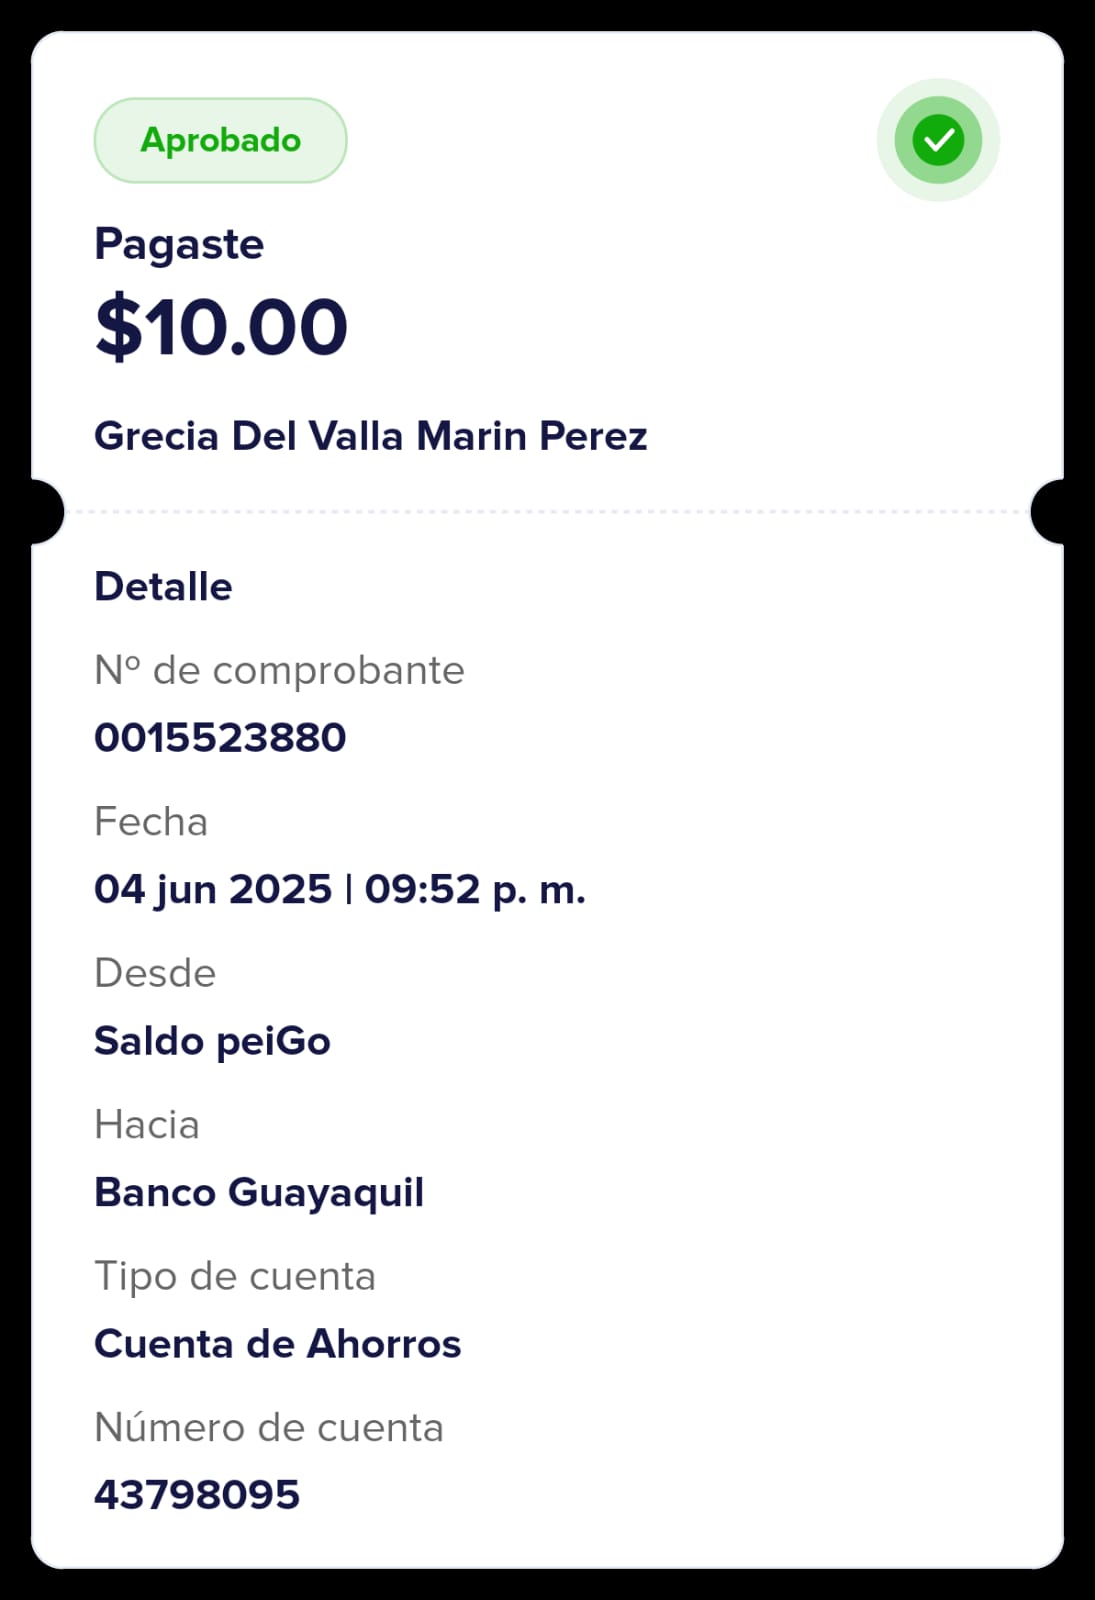 Aprobado
Pagaste
$10.00
Grecia Del Valla Marin Perez
Detalle
Nº de comprobante
0015523880
Fecha
04 jun 2025 | 09:52 p. m.
Desde
Saldo peiGo
Hacia
Banco Guayaquil
Tipo de cuenta
Cuenta de Ahorros
Número de cuenta
43798095